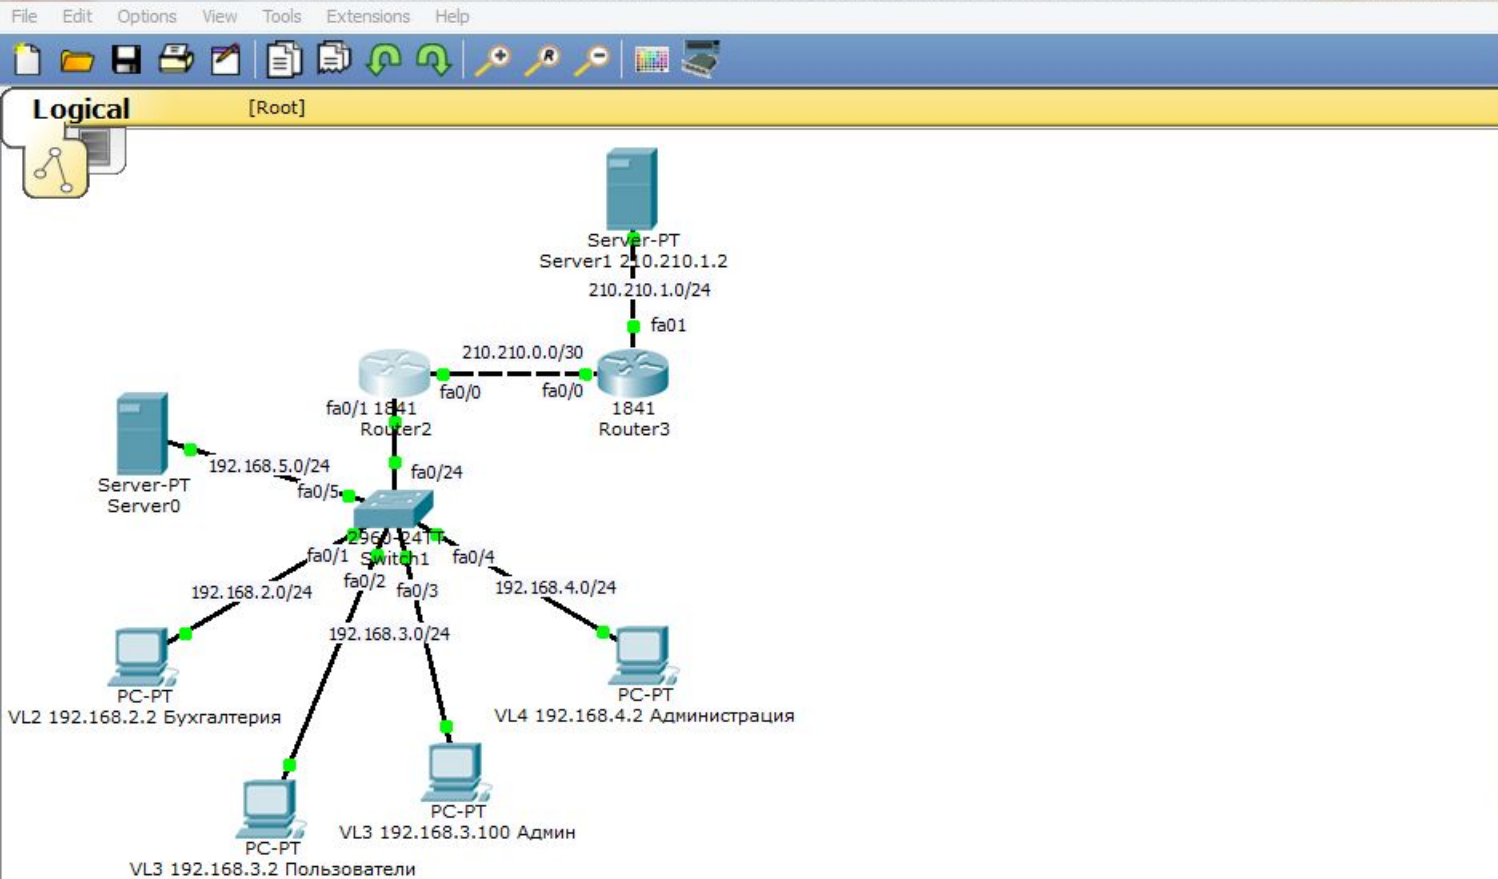 File Edit Options View Tools Extensions Help
R
Logical
[Root]
Server-PT
Server1 210.210.1.2
210.210.1.0/24
fa01
210.210.0.0/30
fa0/0
fa0/0
fa0/1 1841
Router2
1841
Router3
fa0/24
Server-PT
Server0
192.168.5.0/24
fa0/5
2960-24TT
Switch1
fa0/1
fa0/2
fa0/3
fa0/4
192.168.2.0/24
192.168.4.0/24
192.168.3.0/24
PC-PT
VL2 192.168.2.2 Бухгалтерия
PC-PT
VL4 192.168.4.2 Администрация
PC-PT
VL3 192.168.3.100 Админ
PC-PT
VL3 192.168.3.2 Пользователи